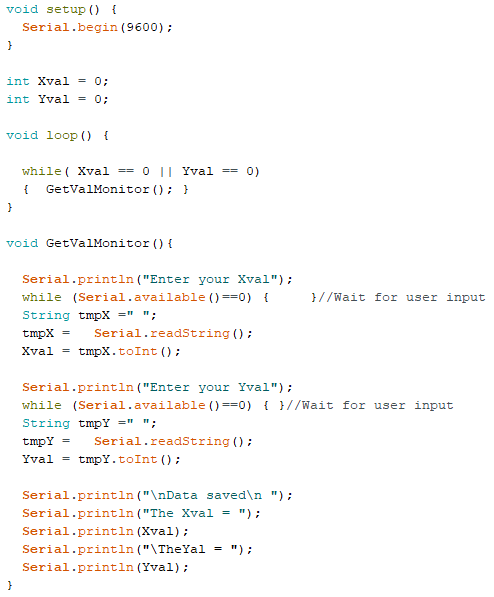 void setup() {
  Serial.begin(9600);
}

int Xval = 0;
int Yval = 0;

void loop() {

  while( Xval == 0 || Yval == 0)
  {  GetValMonitor(); }
}

void GetValMonitor(){

  Serial.println("Enter your Xval");
  while (Serial.available()==0) {     }//Wait for user input
  String tmpX =" ";
  tmpX =   Serial.readString();
  Xval = tmpX.toInt();

  Serial.println("Enter your Yval");
  while (Serial.available()==0) { }//Wait for user input
  String tmpY =" ";
  tmpY =   Serial.readString();
  Yval = tmpY.toInt();

  Serial.println("\nData saved\n ");
  Serial.println("The Xval = ");
  Serial.println(Xval);
  Serial.println("\TheYal = ");
  Serial.println(Yval);
}